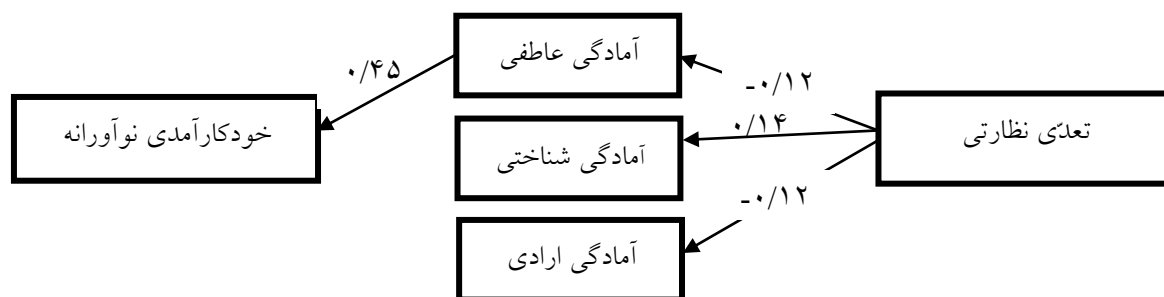 آمادگی عاطفی
۰/۴۵
-۰/۱۲
تعدّی نظارتی
۰/۱۴
خودکارآمدی نوآورانه
آمادگی شناختی
-۰/۱۲
آمادگی ارادی